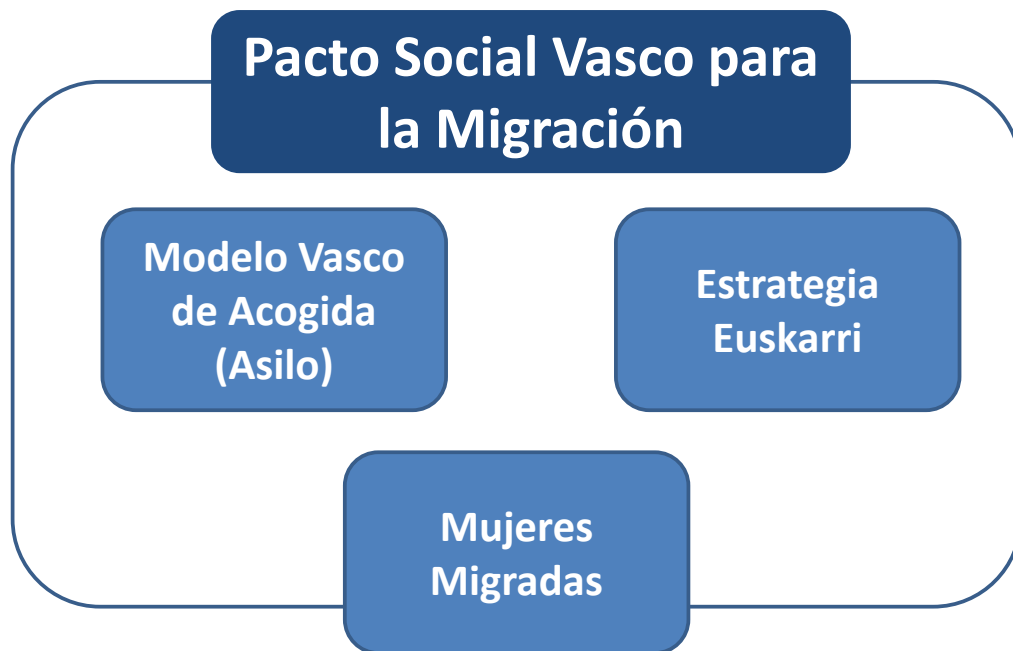 Pacto Social Vasco para
la Migración
Modelo Vasco
de Acogida
(Asilo)
Estrategia
Euskarri
Mujeres
Migradas